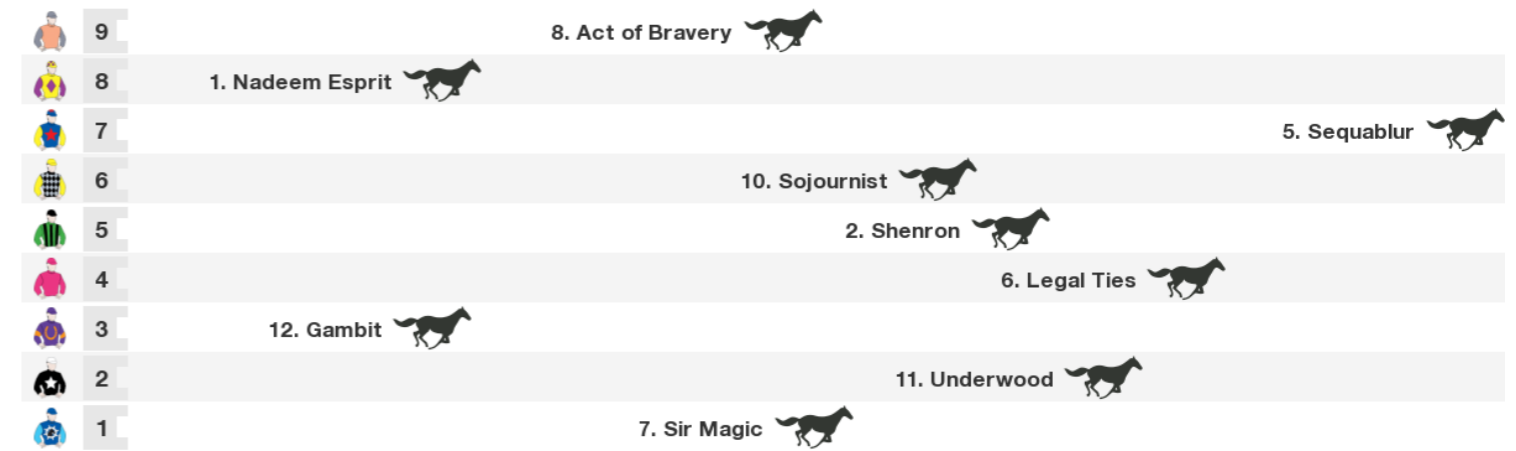 9 8. Act of Bravery
8 1. Nadeem Esprit
7 5. Sequablur
6 10. Sojournist
5 2. Shenron
4 6. Legal Ties
3 12. Gambit
2 11. Underwood
1 7. Sir Magic